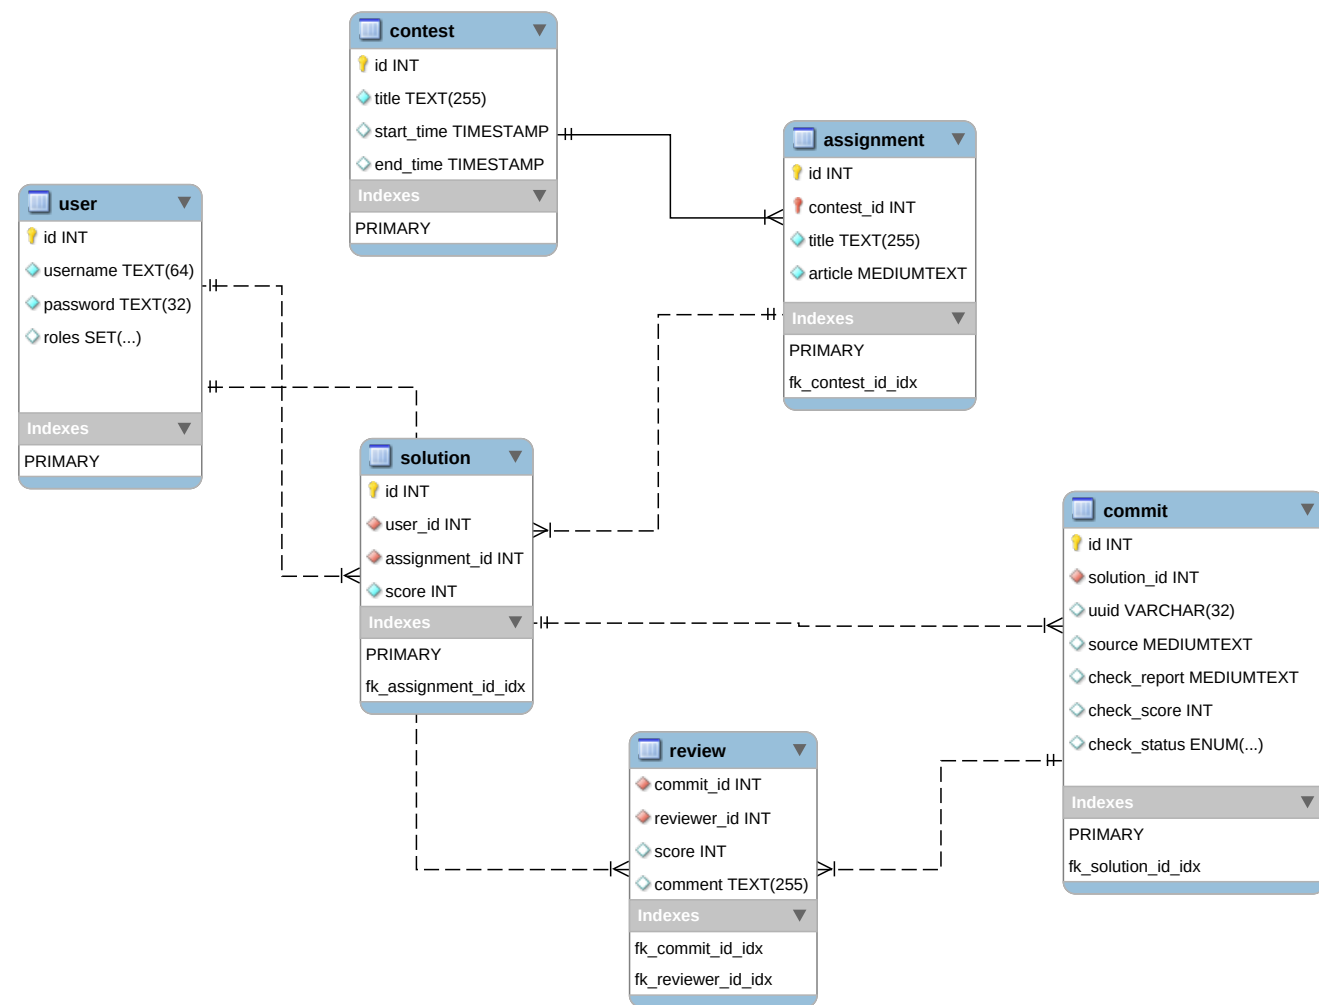 contest
id INT
title TEXT(255)
start_time TIMESTAMP
end_time TIMESTAMP
Indexes
PRIMARY
assignment
id INT
contest_id INT
title TEXT(255)
article MEDIUMTEXT
Indexes
PRIMARY
fk_contest_id_idx
user
id INT
username TEXT(64)
password TEXT(32)
roles SET(...)
Indexes
PRIMARY
solution
id INT
user_id INT
assignment_id INT
score INT
Indexes
PRIMARY
fk_assignment_id_idx
commit
id INT
solution_id INT
uuid VARCHAR(32)
source MEDIUMTEXT
check_report MEDIUMTEXT
check_score INT
check_status ENUM(...)
Indexes
PRIMARY
fk_solution_id_idx
review
commit_id INT
reviewer_id INT
score INT
comment TEXT(255)
Indexes
fk_commit_id_idx
fk_reviewer_id_idx